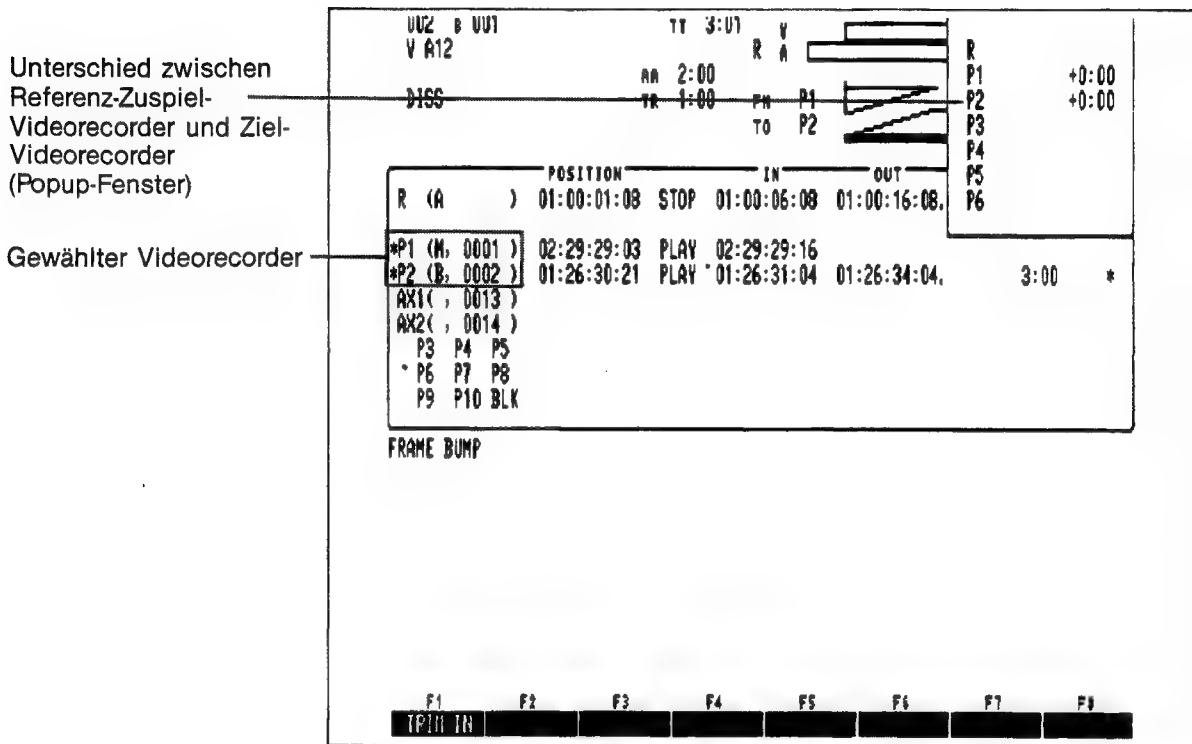 Unterschied zwischen
Referenz-Zuspiel-
Videorecorder und Ziel-
Videorecorder
(Popup-Fenster)
Gewählter Videorecorder
UU2 B UU1 TT 3:01 V
V A12 R A R
AA 2:00 P1 +0:00
DISS TR 1:00 FM P1 P2 +0:00
TO P2 P3
P4
POSITION IN OUT P5
R (A ) 01:00:01:08 STOP 01:00:06:08 01:00:16:08. P6
*P1 (M, 0001 ) 02:29:29:03 PLAY 02:29:29:16
*P2 (B, 0002 ) 01:26:30:21 PLAY 01:26:31:04 01:26:34:04. 3:00 *
AX1( , 0013 )
AX2( , 0014 )
P3 P4 P5
P6 P7 P8
P9 P10 BLK
FRAME BUMP
F1 F2 F3 F4 F5 F6 F7 F8
TRIM IN